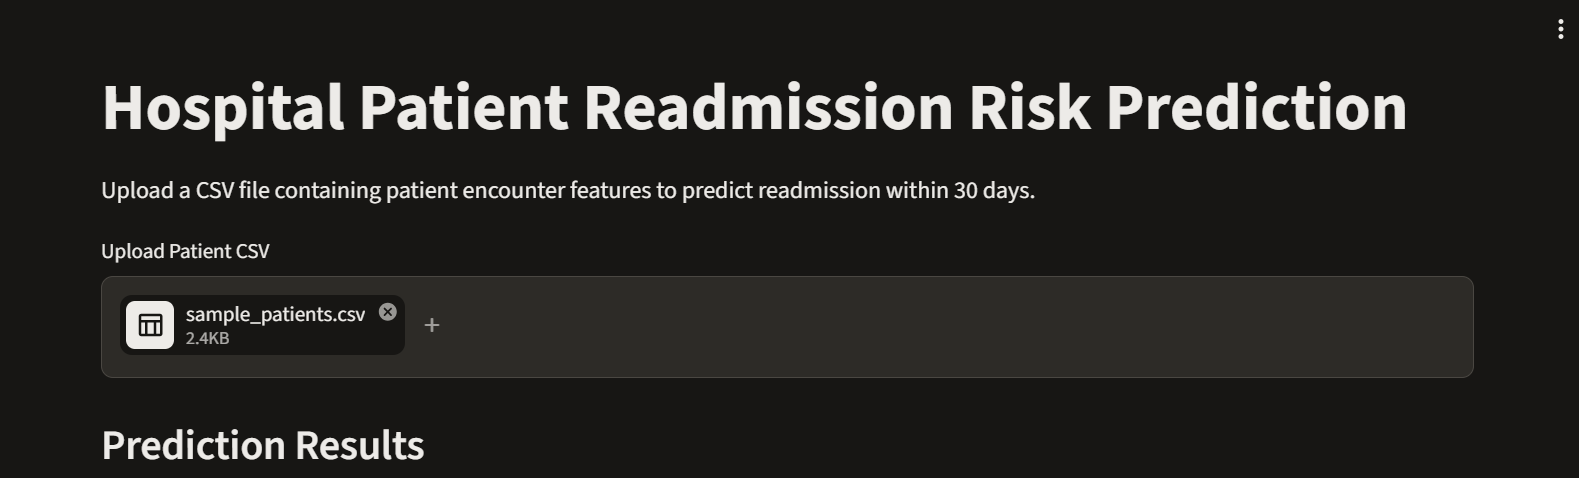 Hospital Patient Readmission Risk Prediction
Upload a CSV file containing patient encounter features to predict readmission within 30 days.
Upload Patient CSV
sample_patients.csv
2.4KB
Prediction Results